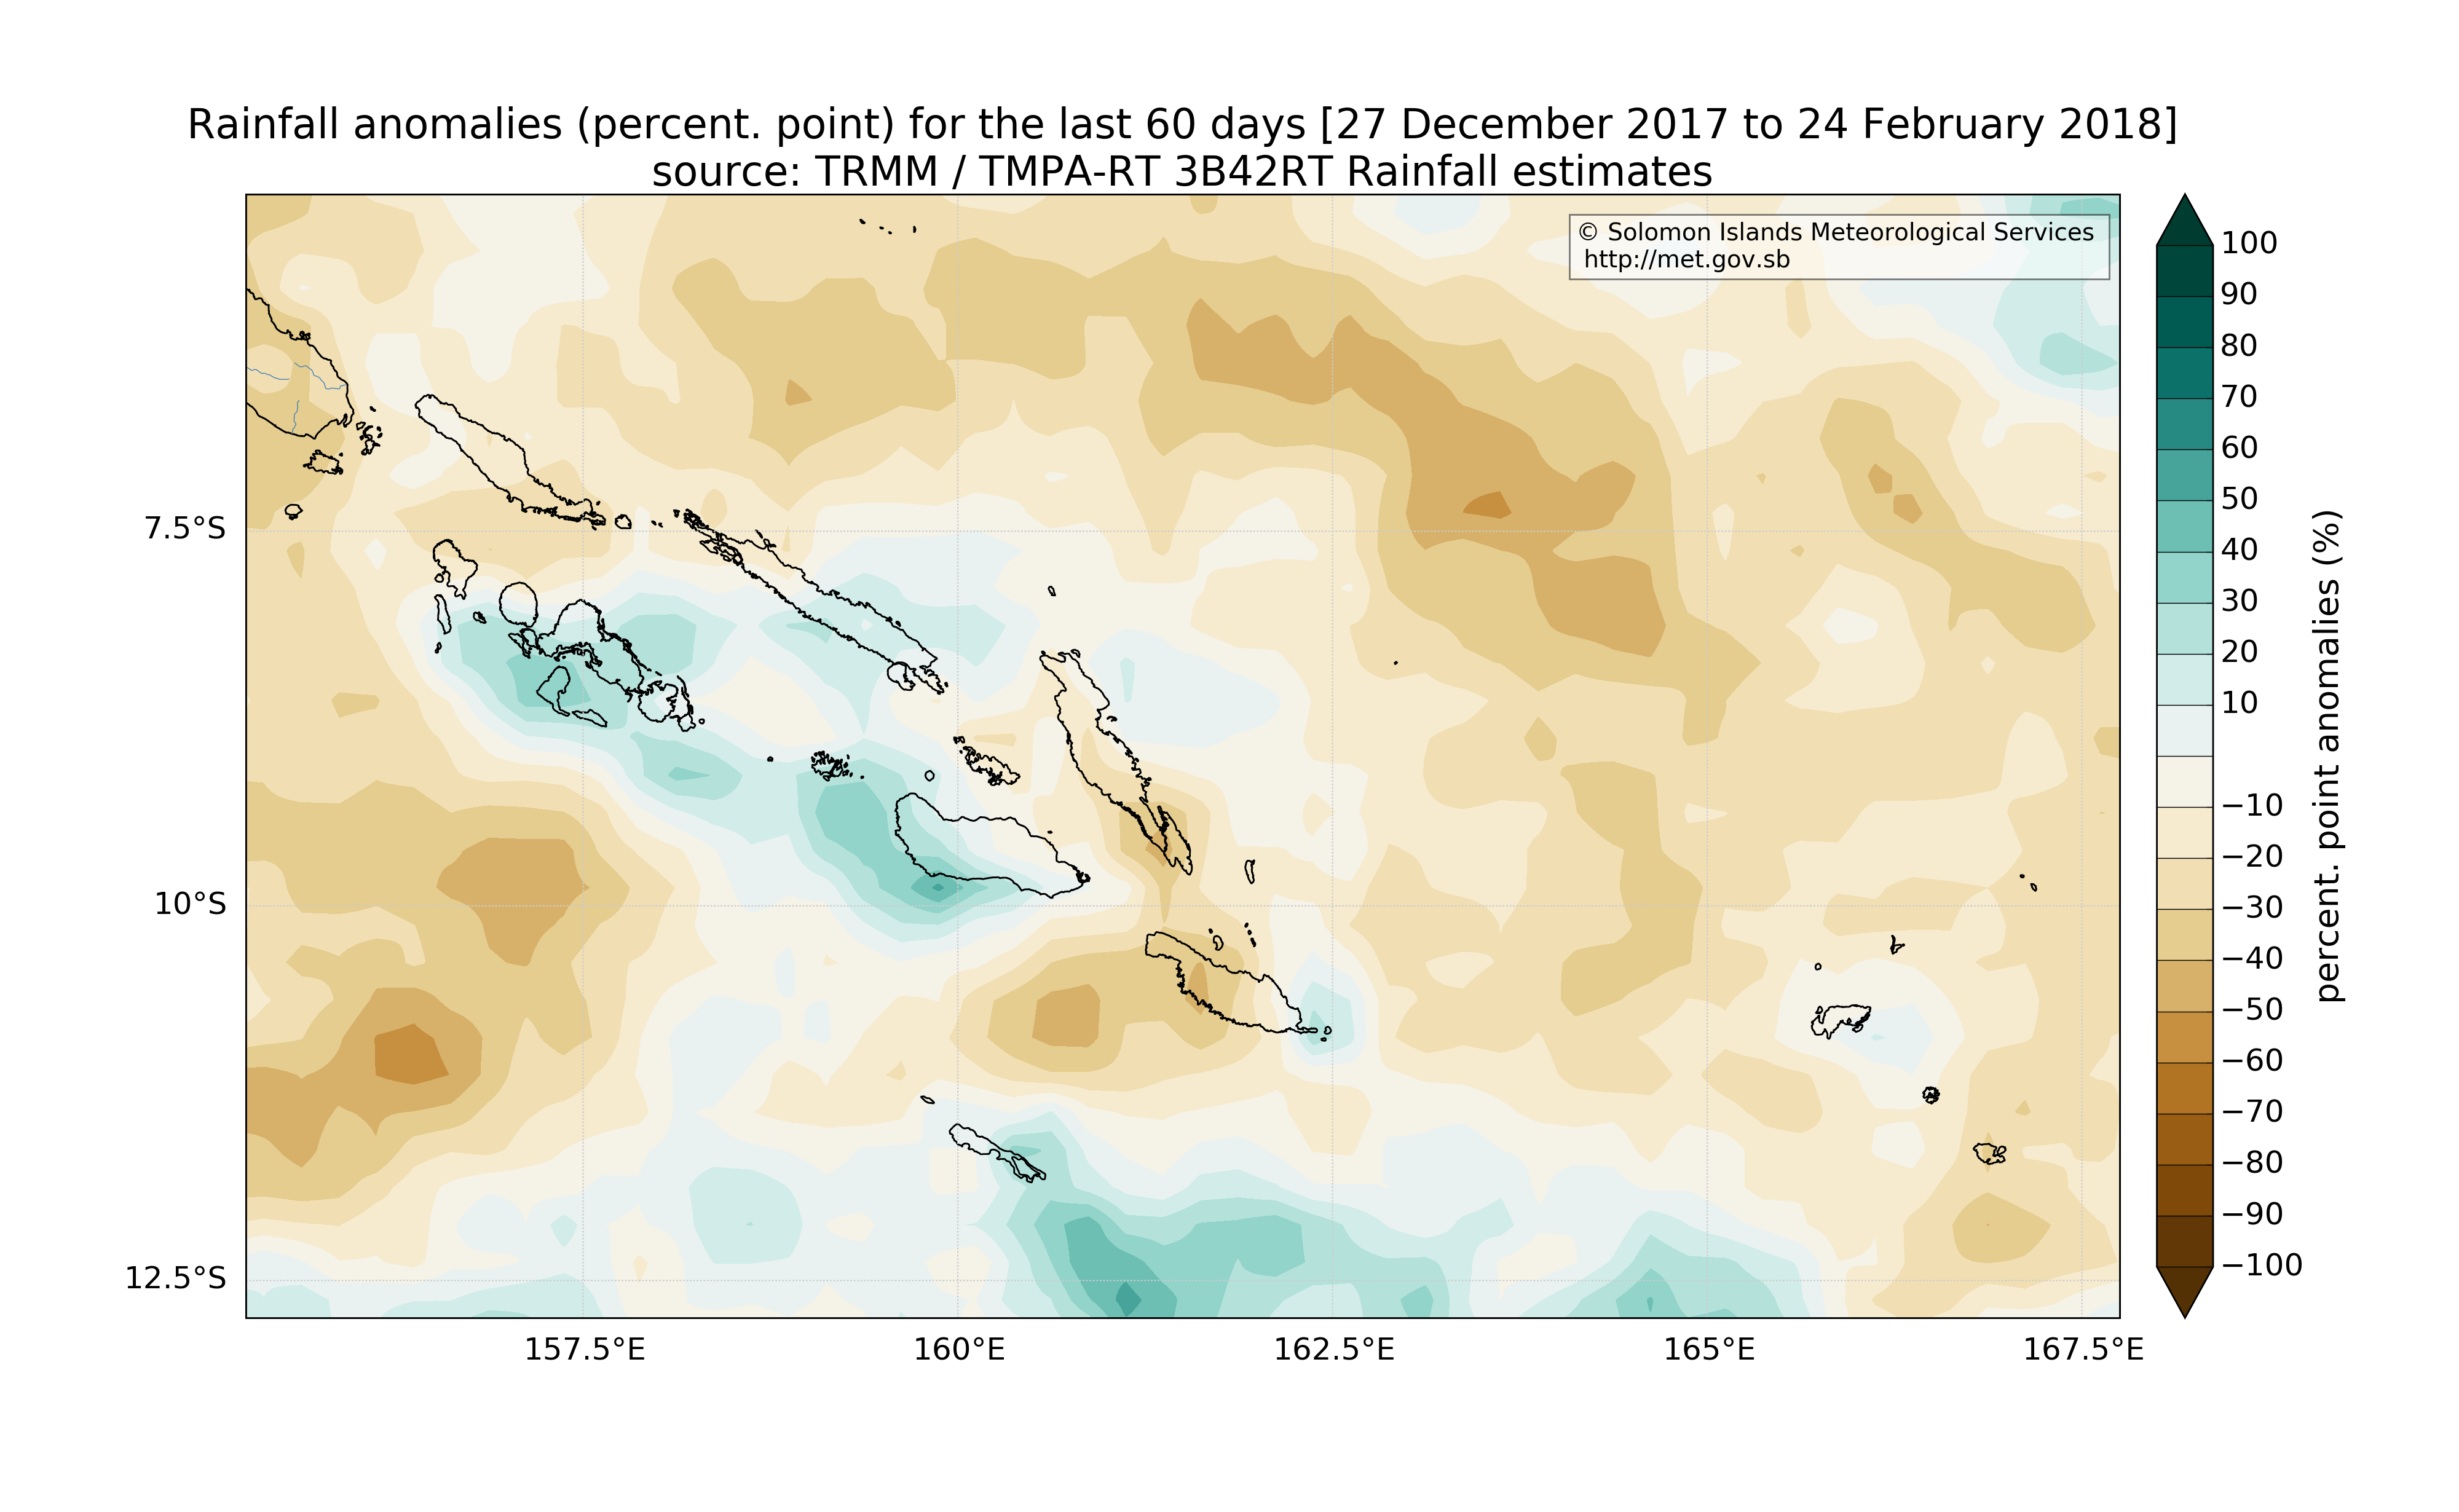 Rainfall anomalies (percent. point) for the last 60 days [27 December 2017 to 24 February 2018]
source: TRMM / TMPA-RT 3B42RT Rainfall estimates
© Solomon Islands Meteorological Services
http://met.gov.sb
7.5°S
10°S
12.5°S
157.5°E
160°E
162.5°E
165°E
167.5°E
100
90
80
70
60
50
40
30
20
10
−10
−20
−30
−40
−50
−60
−70
−80
−90
−100
percent. point anomalies (%)